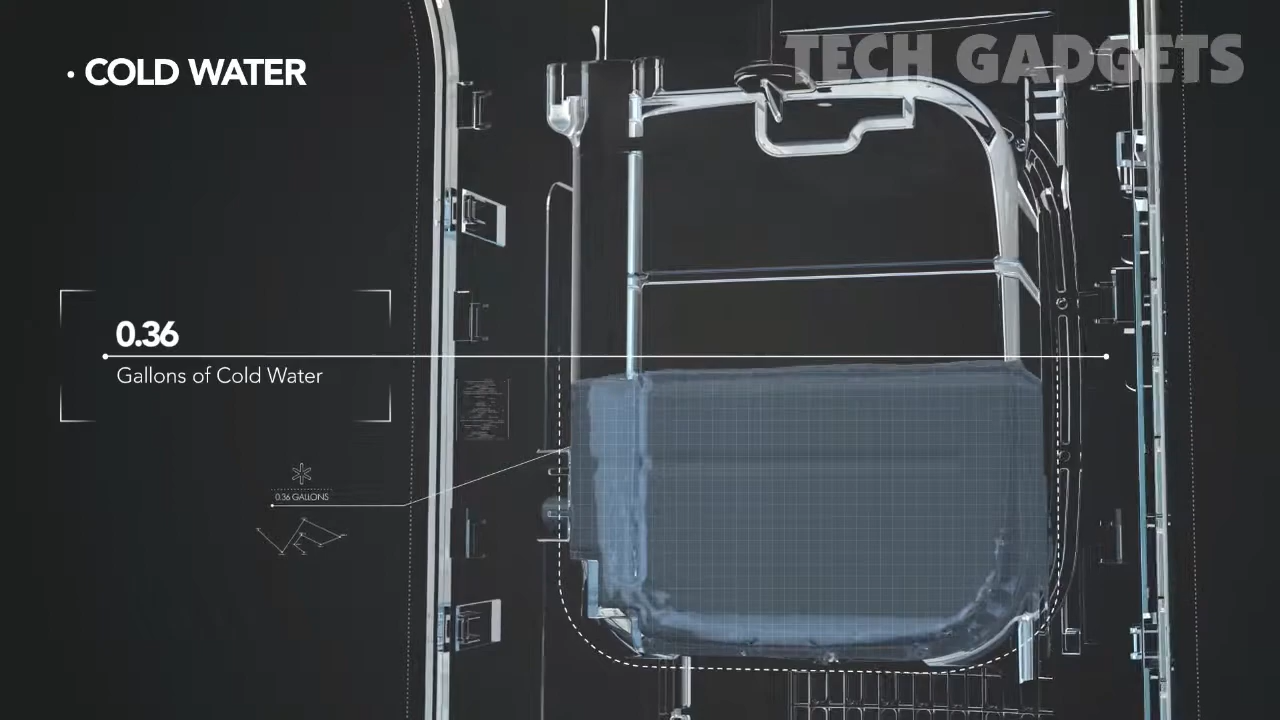 • COLD WATER
TECH GADGETS
0.36
Gallons of Cold Water
0.36 GALLONS